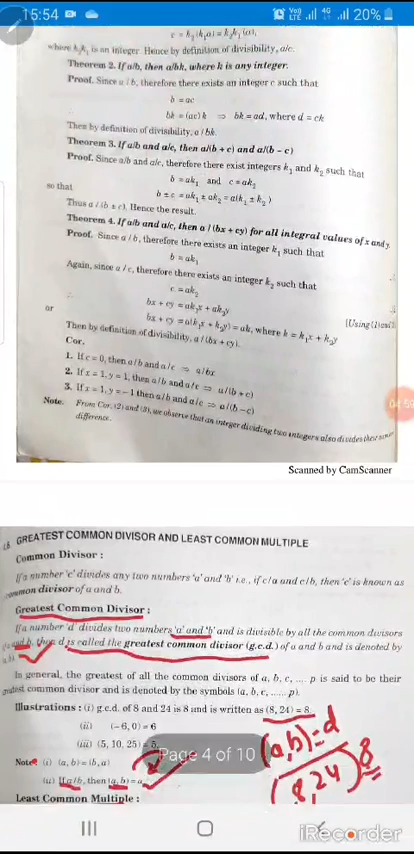 15:54
Vo) LTE 4G 20%
c = k₂(k₁a) = k₂k₁(a),
where k₂k₁ is an integer. Hence by definition of divisibility, a/c.
Theorem 2. If a/b, then a/bk, where k is any integer.
Proof. Since a / b, therefore there exists an integer c such that
b = ac
bk = (ac) k ⇒ bk = ad, where d = ck
Then by definition of divisibility, a / bk.
Theorem 3. If a/b and a/c, then a/(b + c) and a/(b – c)
Proof. Since a/b and a/c, therefore there exist integers k₁ and k₂ such that
b = ak₁ and c = ak₂
so that
b ± c = ak₁ ± ak₂ = a(k₁ ± k₂)
Thus a / (b ± c). Hence the result.
Theorem 4. If a/b and a/c, then a / (bx + cy) for all integral values of x and y.
Proof. Since a / b, therefore there exists an integer k₁ such that
b = ak₁
Again, since a / c, therefore there exists an integer k₂ such that
c = ak₂
bx + cy = ak₁x + ak₂y
or
bx + cy = a(k₁x + k₂y) = ak, where k = k₁x + k₂y
[Using (1) and
Then by definition of divisibility, a / (bx + cy).
Cor.
1. If c = 0, then a/b and a/c ⇒ a/bx
2. If x = 1, y = 1, then a/b and a/c ⇒ a/(b + c)
3. If x = 1, y = – 1 then a/b and a/c ⇒ a/(b – c)
Note. From Cor. (2) and (3), we observe that an integer dividing two integers also divides their sum
difference.
04:59
Scanned by CamScanner
GREATEST COMMON DIVISOR AND LEAST COMMON MULTIPLE
Common Divisor :
If a number 'c' divides any two numbers 'a' and 'b' i.e., if c/a and c/b, then 'c' is known as
common divisor of a and b.
Greatest Common Divisor :
If a number 'd' divides two numbers 'a' and 'b' and is divisible by all the common divisors
a and b, then d is called the greatest common divisor (g.c.d.) of a and b and is denoted by
In general, the greatest of all the common divisors of a, b, c, .... p is said to be their
greatest common divisor and is denoted by the symbols (a, b, c, ...... p).
Illustrations : (i) g.c.d. of 8 and 24 is 8 and is written as (8, 24) = 8.
(ii) (–6, 0) = 6
(iii) (5, 10, 25) = 5.
(a,b)=d
Page 4 of 10
Note (i) (a, b) = (b, a)
(ii) If a/b, then (a, b) = a
(8,24) 8
Least Common Multiple :
iRecorder